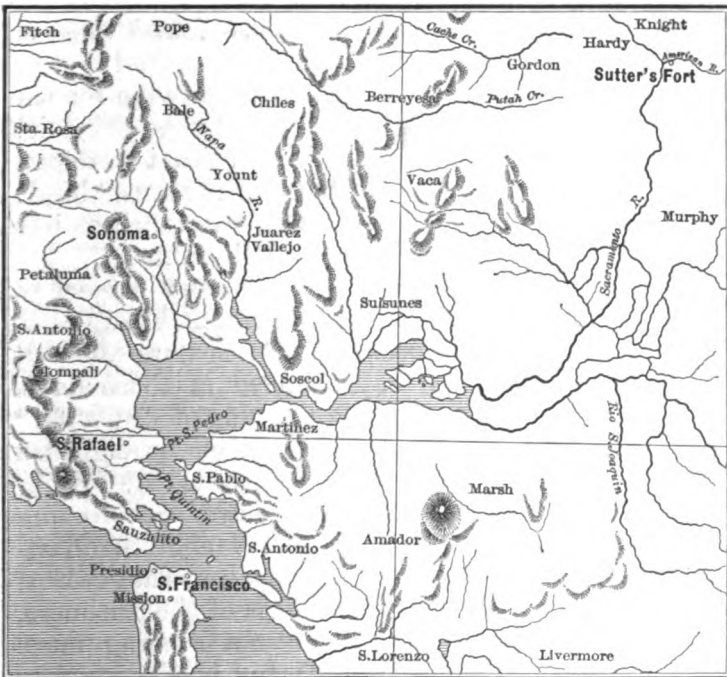 Fitch
Pope
Cache Cr.
Knight
Hardy
American R.
Gordon
Sutter's Fort
Bale
Chiles
Berreyesa
Putah Cr.
Sta. Rosa
Napa R.
Yount
Vaca
Sonoma
Juarez
Vallejo
Murphy
Petaluma
Sacramento R.
Suisunes
S. Antonio
Olompali
Soscol
Pt. S. Pedro
Martinez
S. Rafael
Rio S. Joaquin
Pt. Quintin
S. Pablo
Marsh
Sauzalito
S. Antonio
Amador
Presidio
S. Francisco
Mission
S. Lorenzo
Livermore